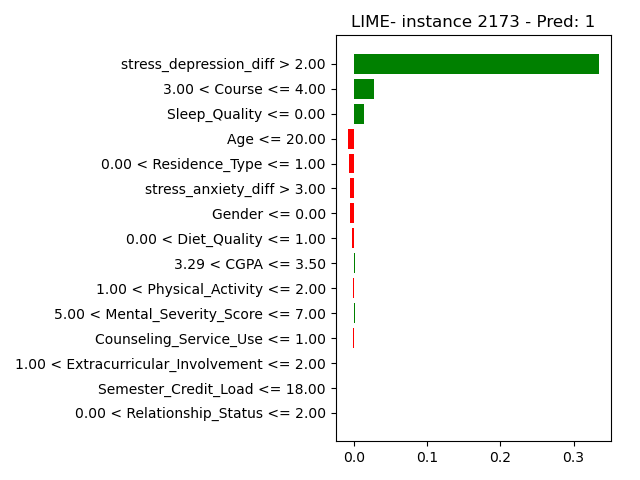 LIME- instance 2173 - Pred: 1
stress_depression_diff > 2.00
3.00 < Course <= 4.00
Sleep_Quality <= 0.00
Age <= 20.00
0.00 < Residence_Type <= 1.00
stress_anxiety_diff > 3.00
Gender <= 0.00
0.00 < Diet_Quality <= 1.00
3.29 < CGPA <= 3.50
1.00 < Physical_Activity <= 2.00
5.00 < Mental_Severity_Score <= 7.00
Counseling_Service_Use <= 1.00
1.00 < Extracurricular_Involvement <= 2.00
Semester_Credit_Load <= 18.00
0.00 < Relationship_Status <= 2.00
0.0 0.1 0.2 0.3